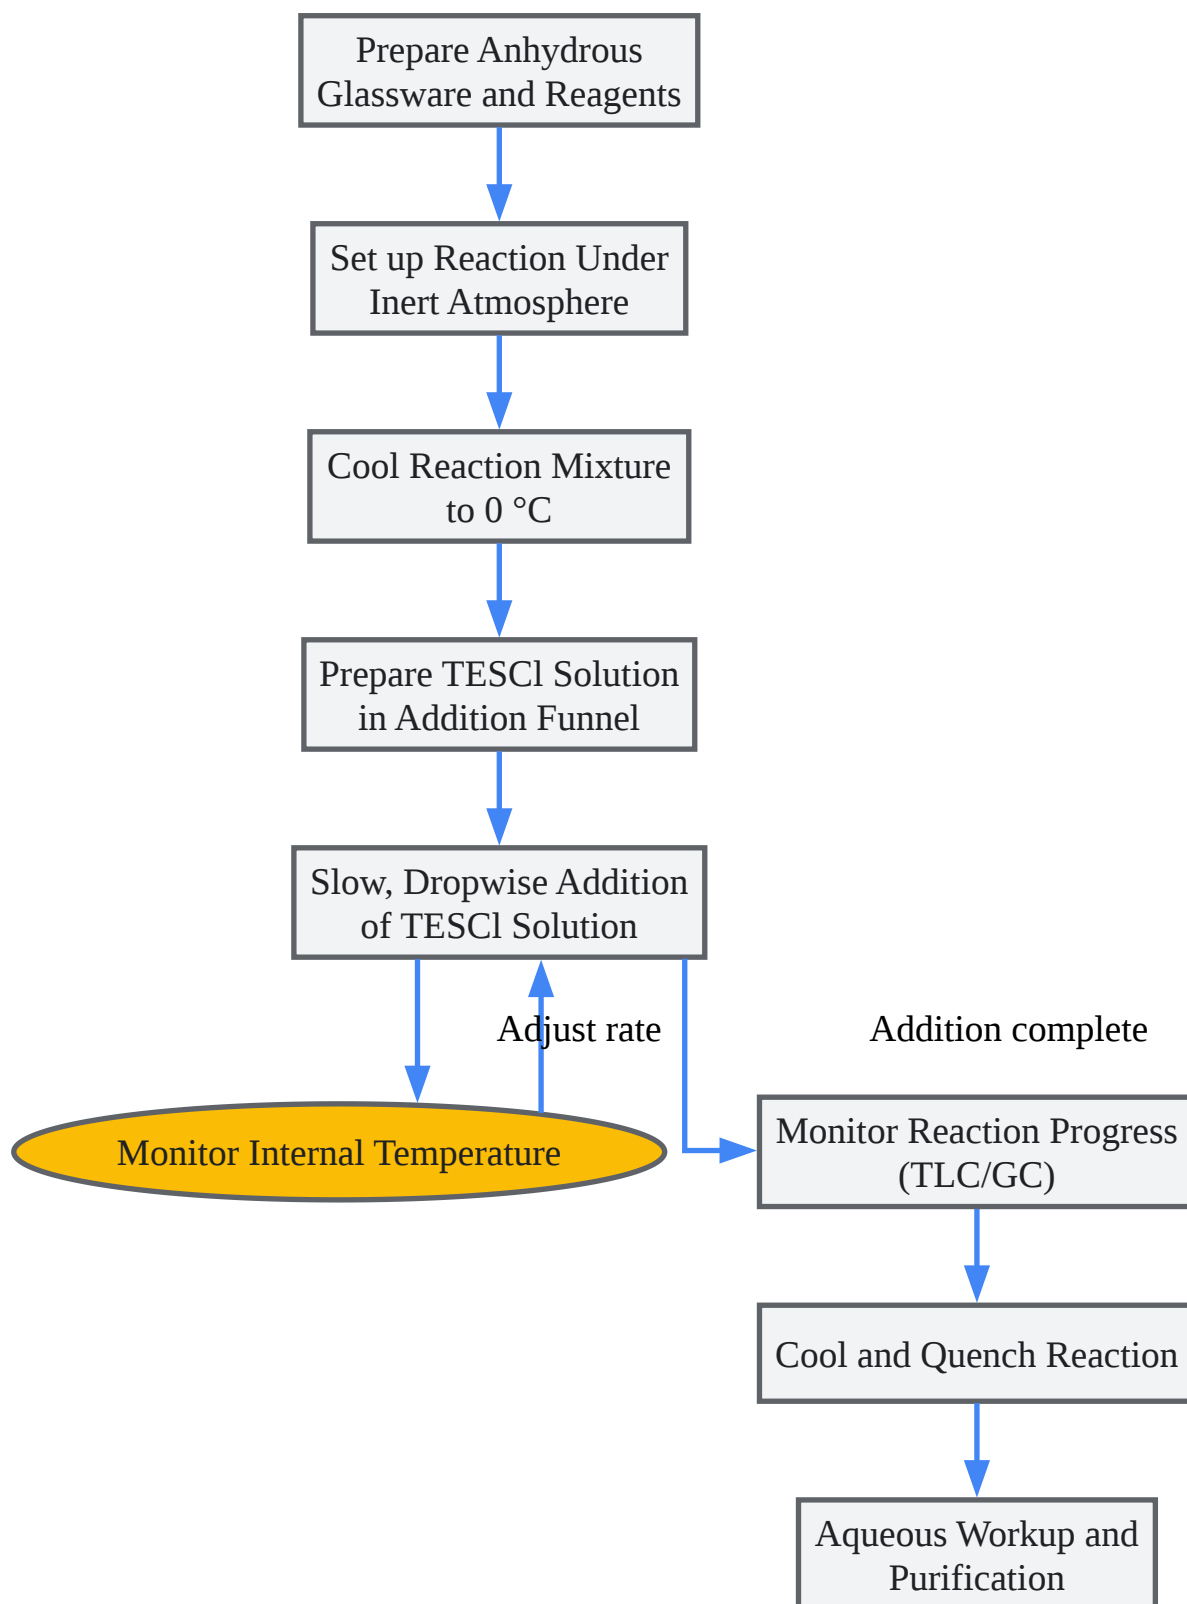 Prepare Anhydrous
Glassware and Reagents
Set up Reaction Under
Inert Atmosphere
Cool Reaction Mixture
to 0 °C
Prepare TESCl Solution
in Addition Funnel
Slow, Dropwise Addition
of TESCl Solution
Adjust rate
Addition complete
Monitor Internal Temperature
Monitor Reaction Progress
(TLC/GC)
Cool and Quench Reaction
Aqueous Workup and
Purification